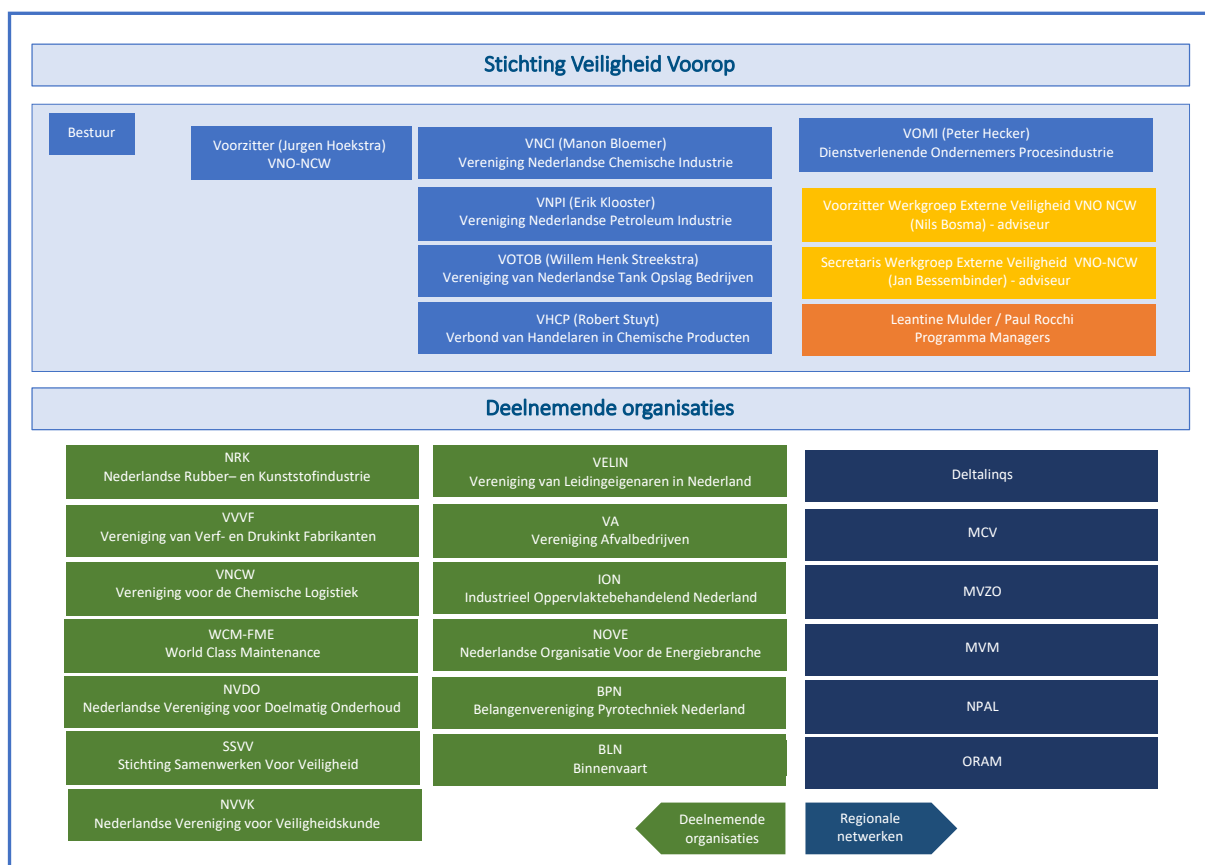 Stichting Veiligheid Voorop
Bestuur
Voorzitter (Jurgen Hoekstra)
VNO-NCW
VNCI (Manon Bloemer)
Vereniging Nederlandse Chemische Industrie
VNPI (Erik Klooster)
Vereniging Nederlandse Petroleum Industrie
VOTOB (Willem Henk Streekstra)
Vereniging van Nederlandse Tank Opslag Bedrijven
VHCP (Robert Stuyt)
Verbond van Handelaren in Chemische Producten
VOMI (Peter Hecker)
Dienstverlenende Ondernemers Procesindustrie
Voorzitter Werkgroep Externe Veiligheid VNO NCW
(Nils Bosma) - adviseur
Secretaris Werkgroep Externe Veiligheid VNO-NCW
(Jan Bessembinder) - adviseur
Leantine Mulder / Paul Rocchi
Programma Managers
Deelnemende organisaties
NRK
Nederlandse Rubber– en Kunststofindustrie
VVVF
Vereniging van Verf- en Drukinkt Fabrikanten
VNCW
Vereniging voor de Chemische Logistiek
WCM-FME
World Class Maintenance
NVDO
Nederlandse Vereniging voor Doelmatig Onderhoud
SSVV
Stichting Samenwerken Voor Veiligheid
NVVK
Nederlandse Vereniging voor Veiligheidskunde
VELIN
Vereniging van Leidingeigenaren in Nederland
VA
Vereniging Afvalbedrijven
ION
Industrieel Oppervlaktebehandelend Nederland
NOVE
Nederlandse Organisatie Voor de Energiebranche
BPN
Belangenvereniging Pyrotechniek Nederland
BLN
Binnenvaart
Deltalinqs
MCV
MVZO
MVM
NPAL
ORAM
Deelnemende
organisaties
Regionale
netwerken